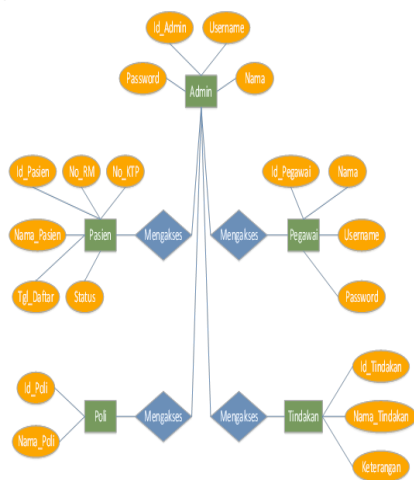 Id_Admin
Username
Password
Nama
Admin
Id_Pasien
No_RM
No_KTP
Id_Pegawai
Nama
Nama_Pasien
Pasien
Mengakses
Mengakses
Pegawai
Username
Tgl_Daftar
Status
Password
Id_Poli
Id_Tindakan
Poli
Mengakses
Mengakses
Tindakan
Nama_Tindakan
Nama_Poli
Keterangan